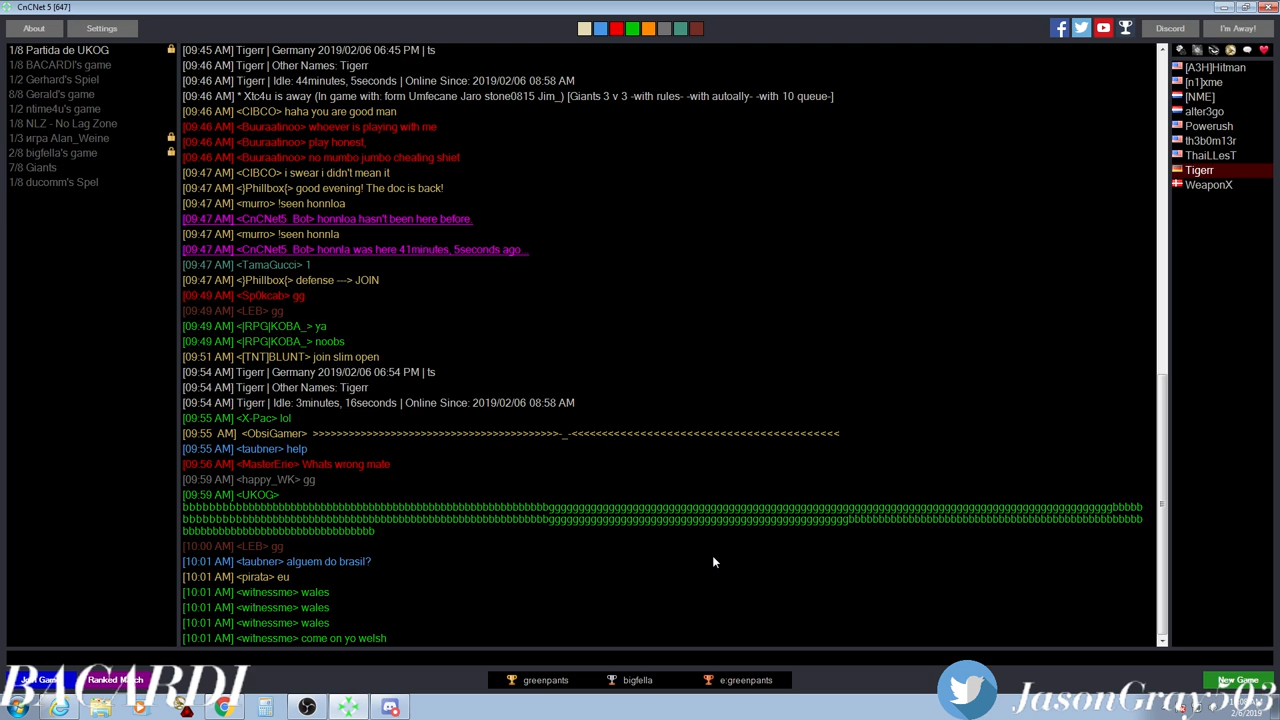 CnCNet 5
About
Settings
Discord
I'm Away!
1/8 Partida de UKOG
1/8 BACARDI's game
2/2 Gerhard's Spiel
8/8 Gerald's game
1/2 ntime4u's game
1/8 NLZ - No Lag Zone
1/3 игра Alan_Weine
2/8 bigfella's game
7/8 Giants
1/8 ducomm's Spel
[09:45 AM] Tigerr | Germany 2019/02/06 06:45 PM | ts
[09:46 AM] Tigerr | Other Names: Tigerr
[09:46 AM] Tigerr | Idle: 44minutes, 5seconds | Online Since: 2019/02/06 08:58 AM
[09:46 AM] * Xtc4u is away (In game with: form Umfecane Jaro stone0815 Jim_) [Giants 3 v 3 -with rules- -with autoally- -with 10 queue-]
[09:46 AM] <CIBCO> haha you are good man
[09:46 AM] <Buuraatinoo> whoever is playing with me
[09:46 AM] <Buuraatinoo> play honest,
[09:46 AM] <Buuraatinoo> no mumbo jumbo cheating shiet
[09:47 AM] <CIBCO> i swear i didn't mean it
[09:47 AM] <}Phillbox{> good evening! The doc is back!
[09:47 AM] <murro> !seen honnloa
[09:47 AM] <CnCNet5_Bot> honnloa hasn't been here before.
[09:47 AM] <murro> !seen honnla
[09:47 AM] <CnCNet5_Bot> honnla was here 41minutes, 5seconds ago...
[09:47 AM] <TamaGucci> 1
[09:47 AM] <}Phillbox{> defense ---> JOIN
[09:49 AM] <Sp0kcab> gg
[09:49 AM] <LEB> gg
[09:49 AM] <|RPG|KOBA_> ya
[09:49 AM] <|RPG|KOBA_> noobs
[09:51 AM] <[TNT]BLUNT> join slim open
[09:54 AM] Tigerr | Germany 2019/02/06 06:54 PM | ts
[09:54 AM] Tigerr | Other Names: Tigerr
[09:54 AM] Tigerr | Idle: 3minutes, 16seconds | Online Since: 2019/02/06 08:58 AM
[09:55 AM] <X-Pac> lol
[09:55 AM] <ObsiGamer> >>>>>>>>>>>>>>>>>>>>>>>>>>>>>>>>>>>>>>>>>-_-<<<<<<<<<<<<<<<<<<<<<<<<<<<<<<<<<<<<<<<<<<<<
[09:55 AM] <taubner> help
[09:56 AM] <MasterErie> Whats wrong mate
[09:59 AM] <happy_WK> gg
[09:59 AM] <UKOG>
[10:00 AM] <LEB> gg
[10:01 AM] <taubner> alguem do brasil?
[10:01 AM] <pirata> eu
[10:01 AM] <witnessme> wales
[10:01 AM] <witnessme> wales
[10:01 AM] <witnessme> wales
[10:01 AM] <witnessme> come on yo welsh
[A3H]Hitman
[n1]xme
[NME]
alter3go
Powerush
th3b0m13r
ThaiLLesT
Tigerr
WeaponX
Ranked Match
greenpants
bigfella
e:greenpants
New Game
BACARDI
JasonGray503
2/6/2019